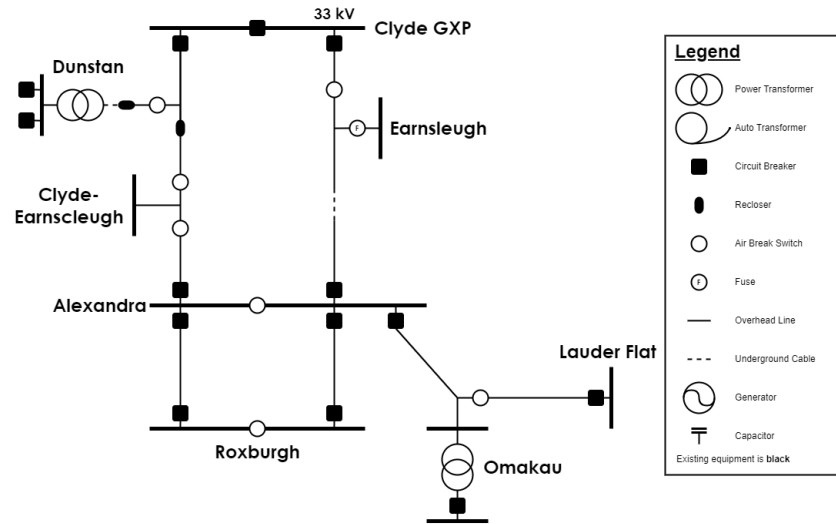 33 kV
Clyde GXP
Dunstan
F
Earnsleugh
Clyde-
Earnscleugh
Alexandra
Lauder Flat
Roxburgh
Omakau
Legend
Power Transformer
Auto Transformer
Circuit Breaker
Recloser
Air Break Switch
F
Fuse
Overhead Line
Underground Cable
Generator
Capacitor
Existing equipment is black